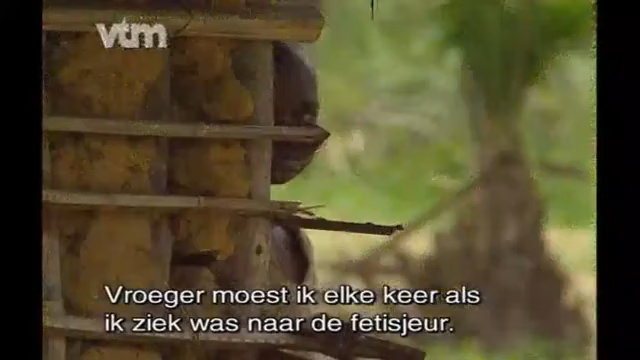 vtm
Vroeger moest ik elke keer als
ik ziek was naar de fetisjeur.